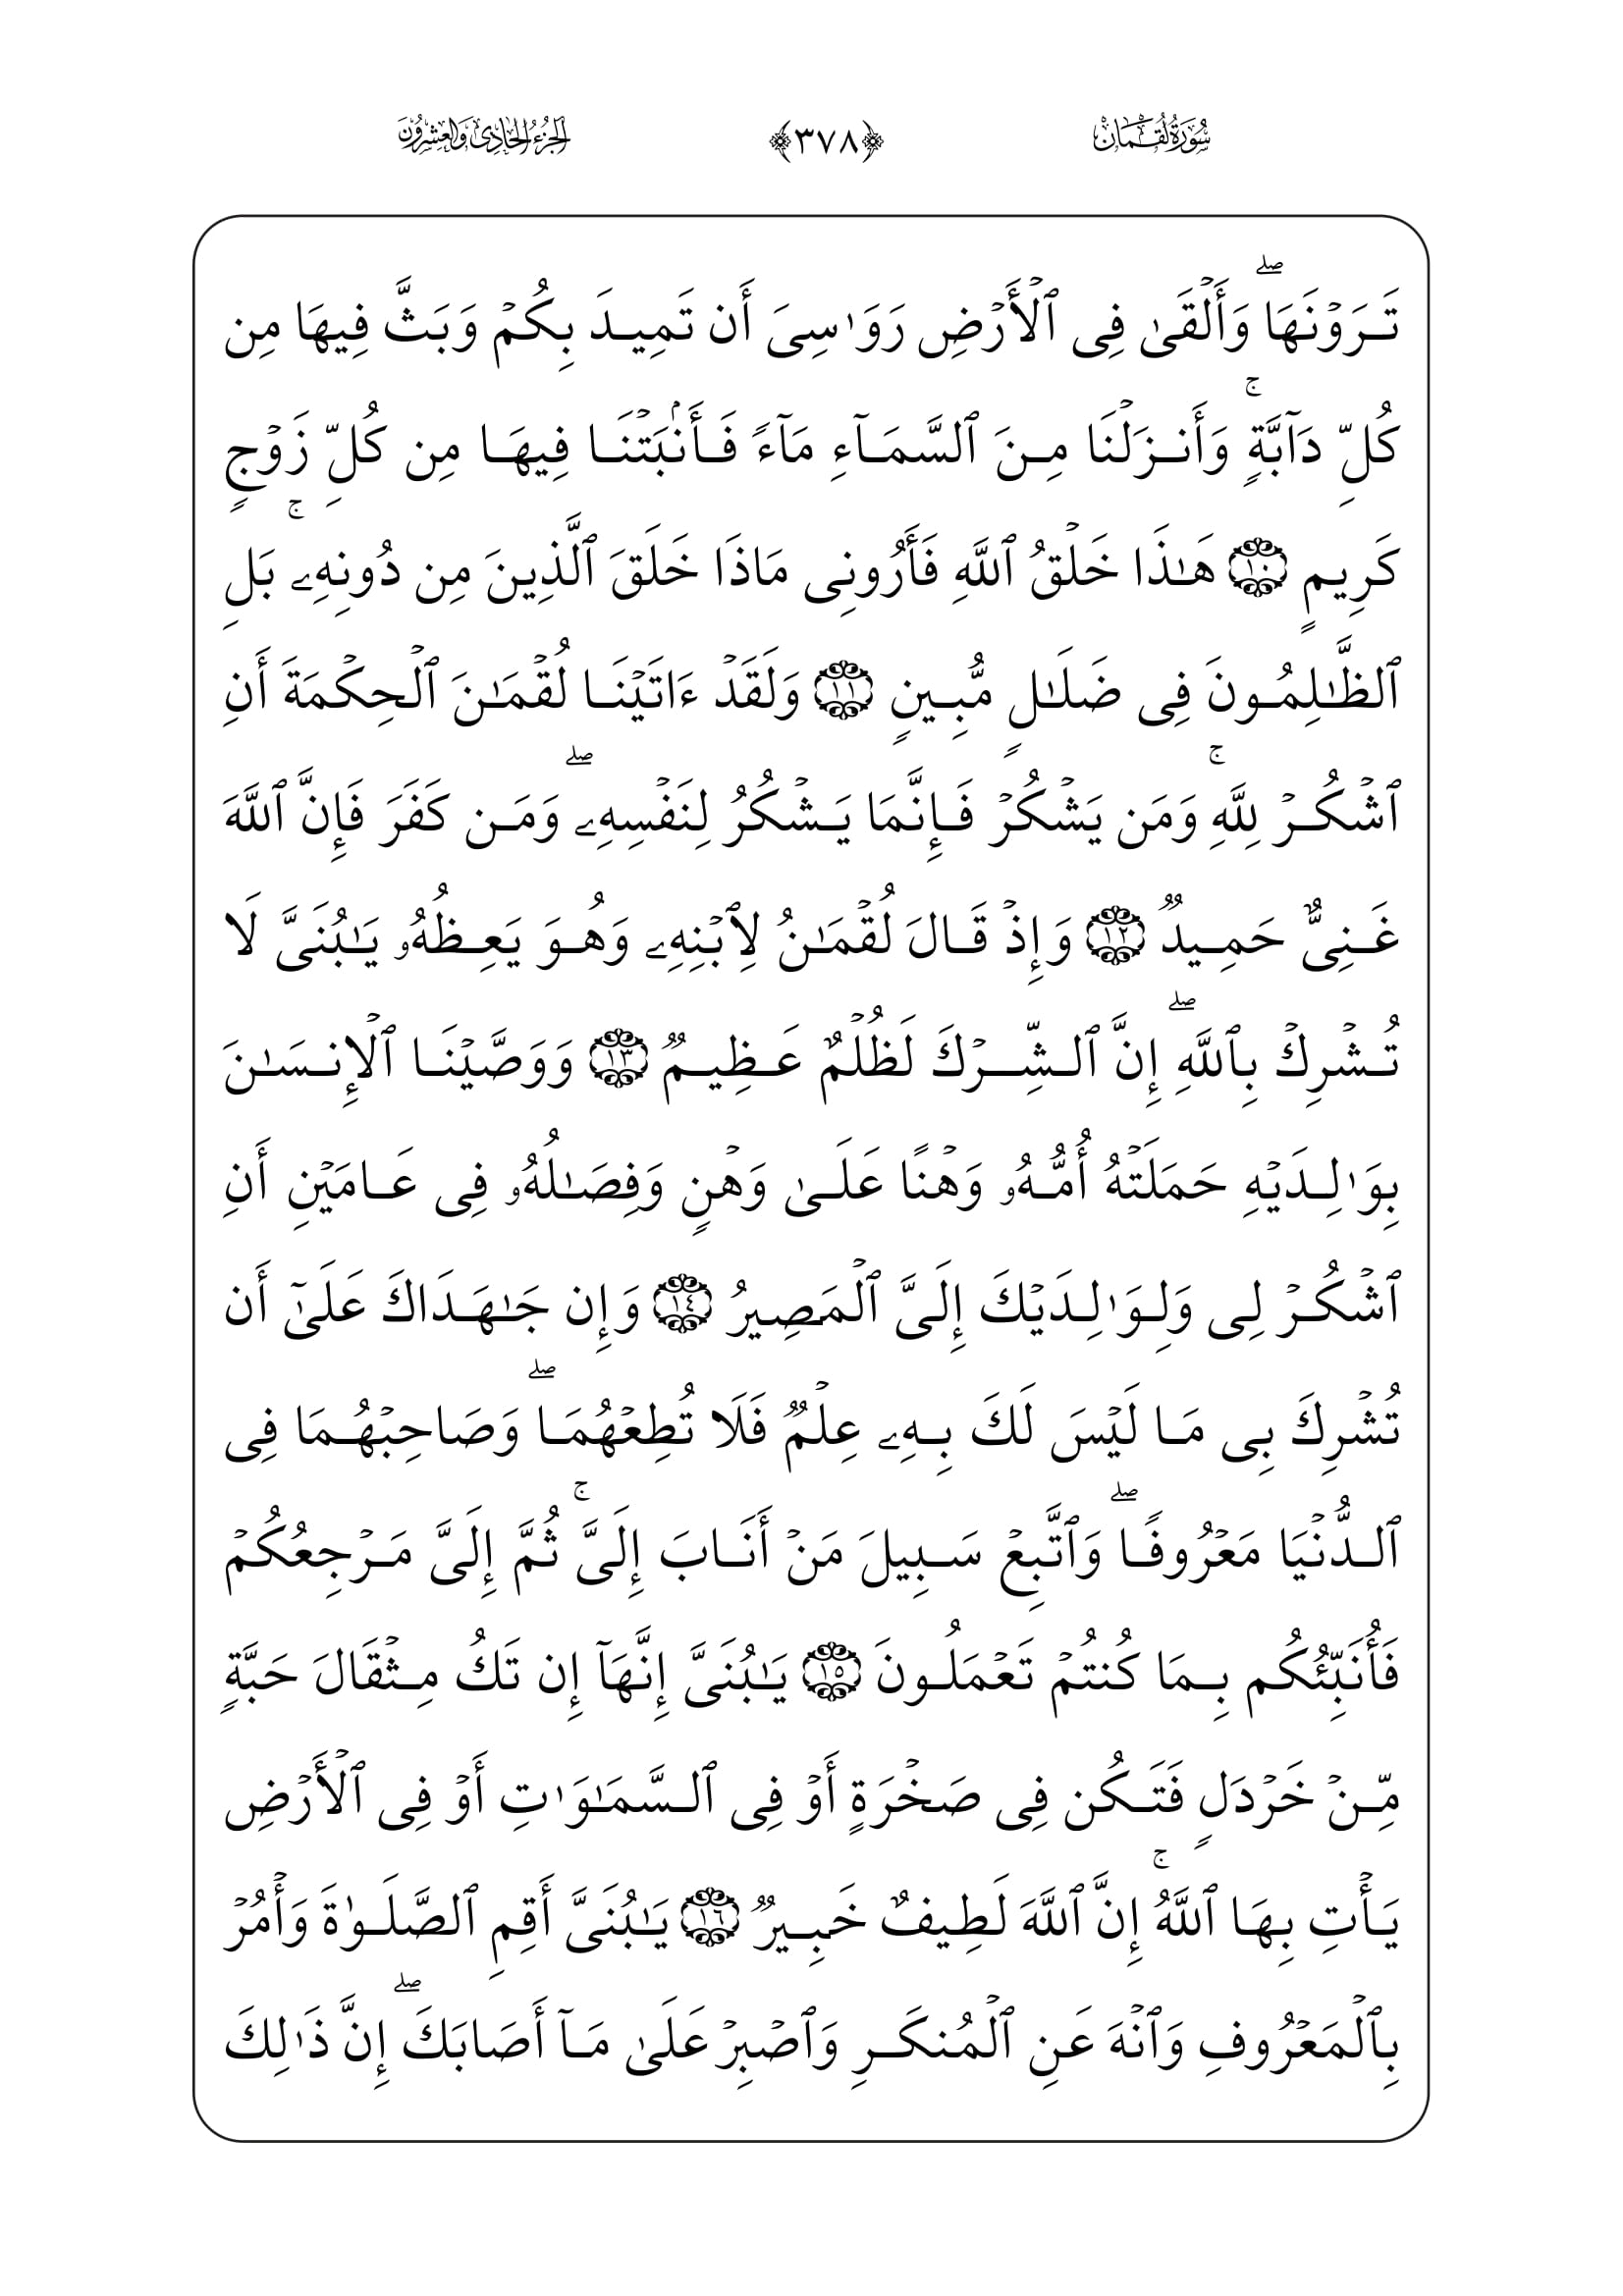 سُورَةُ لُقۡمَانَ ﴿٣٧٨﴾ الجُزۡءُ الحَادِي وَالعِشۡرُونَ
تَرَوۡنَهَاۖ وَأَلۡقَىٰ فِى ٱلۡأَرۡضِ رَوَٰسِىَ أَن تَمِيدَ بِكُمۡ وَبَثَّ فِيهَا مِن
كُلِّ دَآبَّةٍۚ وَأَنزَلۡنَا مِنَ ٱلسَّمَآءِ مَآءً فَأَنۢبَتۡنَا فِيهَا مِن كُلِّ زَوۡجٍ
كَرِيمٍ ١٠ هَٰذَا خَلۡقُ ٱللَّهِ فَأَرُونِى مَاذَا خَلَقَ ٱلَّذِينَ مِن دُونِهِۦۚ بَلِ
ٱلظَّٰلِمُونَ فِى ضَلَٰلٍ مُّبِينٍ ١١ وَلَقَدۡ ءَاتَيۡنَا لُقۡمَٰنَ ٱلۡحِكۡمَةَ أَنِ
ٱشۡكُرۡ لِلَّهِۚ وَمَن يَشۡكُرۡ فَإِنَّمَا يَشۡكُرُ لِنَفۡسِهِۦۖ وَمَن كَفَرَ فَإِنَّ ٱللَّهَ
غَنِىٌّ حَمِيدٌ ١٢ وَإِذۡ قَالَ لُقۡمَٰنُ لِٱبۡنِهِۦ وَهُوَ يَعِظُهُۥ يَٰبُنَىَّ لَا
تُشۡرِكۡ بِٱللَّهِۖ إِنَّ ٱلشِّرۡكَ لَظُلۡمٌ عَظِيمٌ ١٣ وَوَصَّيۡنَا ٱلۡإِنسَٰنَ
بِوَٰلِدَيۡهِ حَمَلَتۡهُ أُمُّهُۥ وَهۡنًا عَلَىٰ وَهۡنٍ وَفِصَٰلُهُۥ فِى عَامَيۡنِ أَنِ
ٱشۡكُرۡ لِى وَلِوَٰلِدَيۡكَ إِلَىَّ ٱلۡمَصِيرُ ١٤ وَإِن جَٰهَدَاكَ عَلَىٰٓ أَن
تُشۡرِكَ بِى مَا لَيۡسَ لَكَ بِهِۦ عِلۡمٌ فَلَا تُطِعۡهُمَاۖ وَصَاحِبۡهُمَا فِى
ٱلدُّنۡيَا مَعۡرُوفًاۖ وَٱتَّبِعۡ سَبِيلَ مَنۡ أَنَابَ إِلَىَّۚ ثُمَّ إِلَىَّ مَرۡجِعُكُمۡ
فَأُنَبِّئُكُم بِمَا كُنتُمۡ تَعۡمَلُونَ ١٥ يَٰبُنَىَّ إِنَّهَآ إِن تَكُ مِثۡقَالَ حَبَّةٍ
مِّنۡ خَرۡدَلٍ فَتَكُن فِى صَخۡرَةٍ أَوۡ فِى ٱلسَّمَٰوَٰتِ أَوۡ فِى ٱلۡأَرۡضِ
يَأۡتِ بِهَا ٱللَّهُۚ إِنَّ ٱللَّهَ لَطِيفٌ خَبِيرٌ ١٦ يَٰبُنَىَّ أَقِمِ ٱلصَّلَوٰةَ وَأۡمُرۡ
بِٱلۡمَعۡرُوفِ وَٱنۡهَ عَنِ ٱلۡمُنكَرِ وَٱصۡبِرۡ عَلَىٰ مَآ أَصَابَكَۖ إِنَّ ذَٰلِكَ